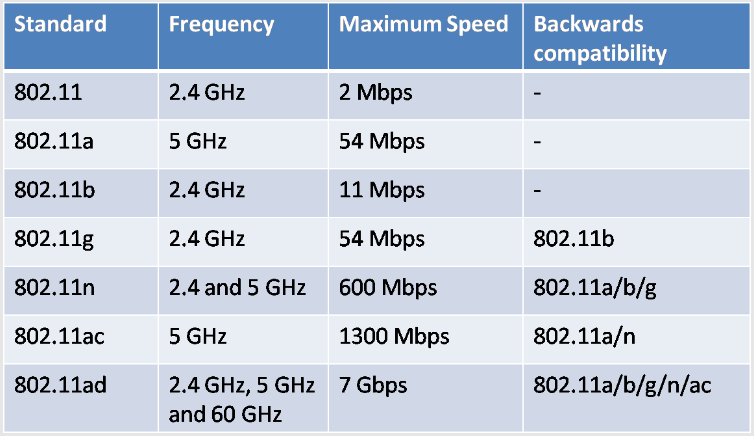 Standard Frequency Maximum Speed Backwards
compatibility
802.11 2.4 GHz 2 Mbps -
802.11a 5 GHz 54 Mbps -
802.11b 2.4 GHz 11 Mbps -
802.11g 2.4 GHz 54 Mbps 802.11b
802.11n 2.4 and 5 GHz 600 Mbps 802.11a/b/g
802.11ac 5 GHz 1300 Mbps 802.11a/n
802.11ad 2.4 GHz, 5 GHz 7 Gbps 802.11a/b/g/n/ac
and 60 GHz